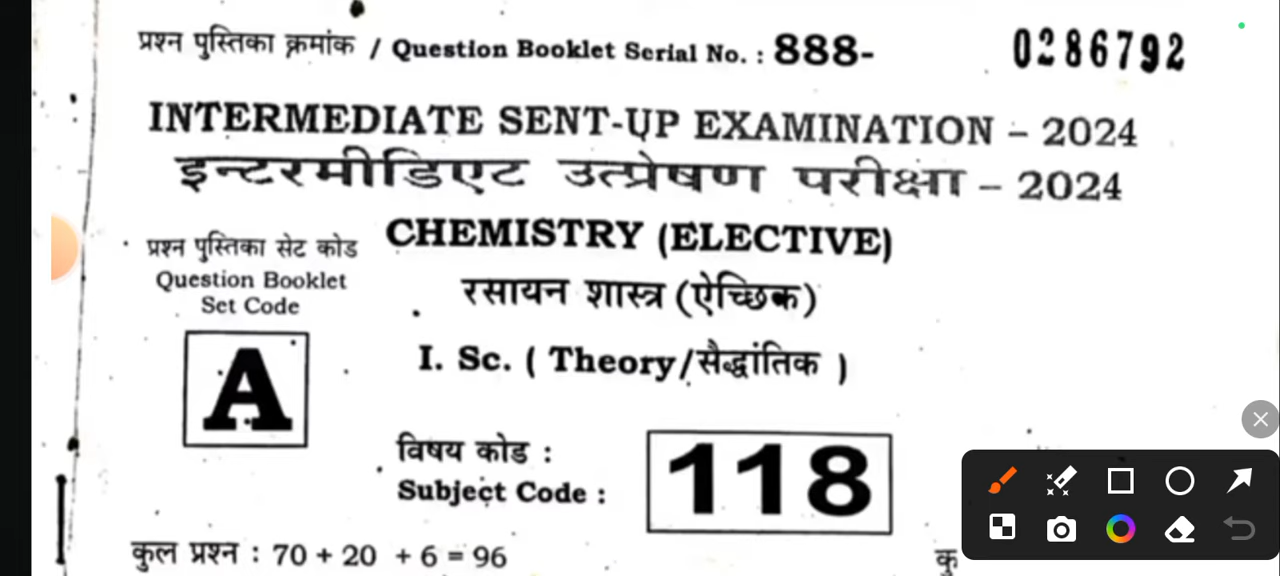 प्रश्न पुस्तिका क्रमांक / Question Booklet Serial No. : 888- 0286792
INTERMEDIATE SENT-UP EXAMINATION – 2024
इन्टरमीडिएट उत्प्रेषण परीक्षा – 2024
CHEMISTRY (ELECTIVE)
प्रश्न पुस्तिका सेट कोड
Question Booklet
Set Code
रसायन शास्त्र (ऐच्छिक)
A
I. Sc. ( Theory/सैद्धांतिक )
विषय कोड :
Subject Code :
118
कुल प्रश्न : 70 + 20 + 6 = 96
कु